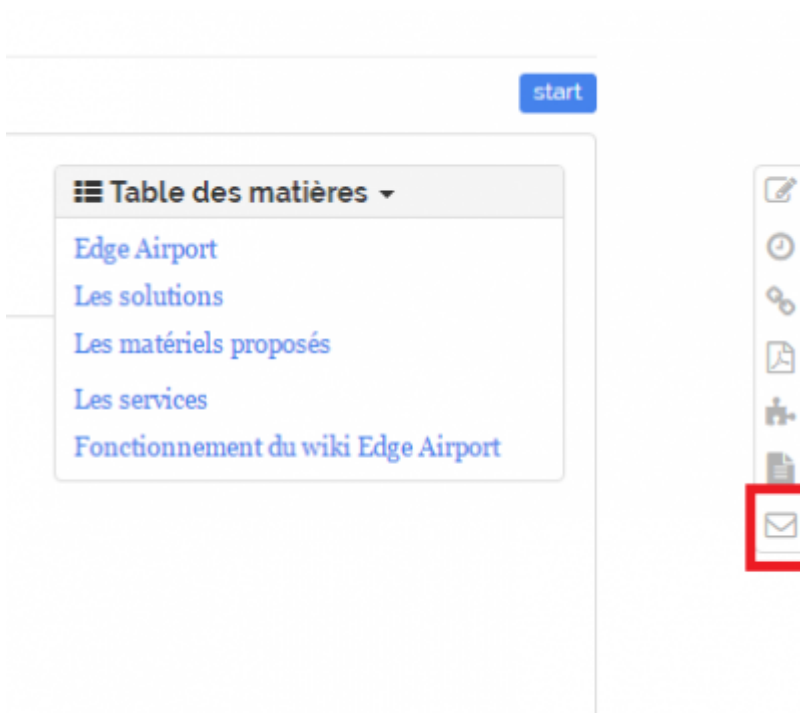 start
Table des matières
Edge Airport
Les solutions
Les matériels proposés
Les services
Fonctionnement du wiki Edge Airport